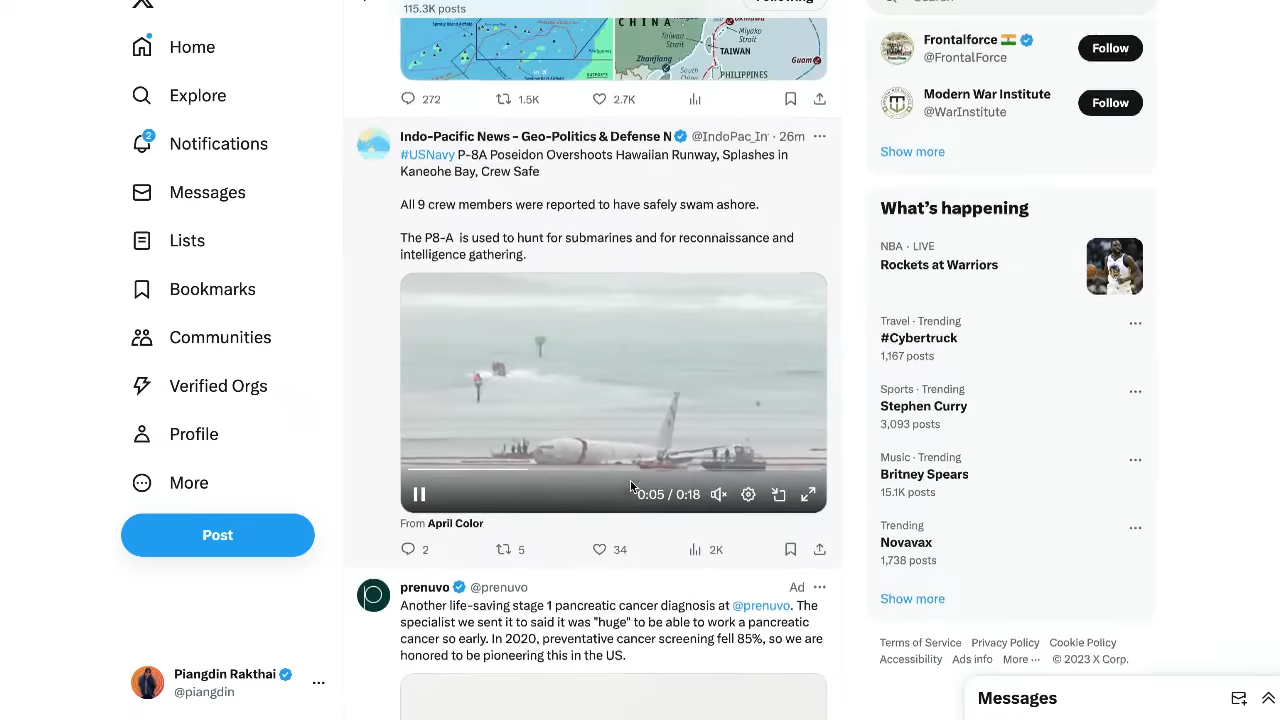 Home
Explore
2
Notifications
Messages
Lists
Bookmarks
Communities
Verified Orgs
Profile
More
Post
Piangdin Rakthai
@piangdin
115.3K posts
Following
CHINA
Taiwan
Strait
Miyako
Strait
TAIWAN
Zhanjiang
South
China
PHILIPPINES
Guam
272
1.5K
2.7K
Indo-Pacific News - Geo-Politics & Defense N @IndoPac_In · 26m
#USNavy P-8A Poseidon Overshoots Hawaiian Runway, Splashes in
Kaneohe Bay, Crew Safe
All 9 crew members were reported to have safely swam ashore.
The P8-A is used to hunt for submarines and for reconnaissance and
intelligence gathering.
0:05 / 0:18
From April Color
2
5
34
2K
prenuvo @prenuvo
Ad
Another life-saving stage 1 pancreatic cancer diagnosis at @prenuvo. The
specialist we sent it to said it was "huge" to be able to work a pancreatic
cancer so early. In 2020, preventative cancer screening fell 85%, so we are
honored to be pioneering this in the US.
Search
Frontalforce
@FrontalForce
Follow
Modern War Institute
@WarInstitute
Follow
Show more
What's happening
NBA · LIVE
Rockets at Warriors
Travel · Trending
#Cybertruck
1,167 posts
Sports · Trending
Stephen Curry
3,093 posts
Music · Trending
Britney Spears
15.1K posts
Trending
Novavax
1,738 posts
Show more
Terms of Service Privacy Policy Cookie Policy
Accessibility Ads info More ··· © 2023 X Corp.
Messages